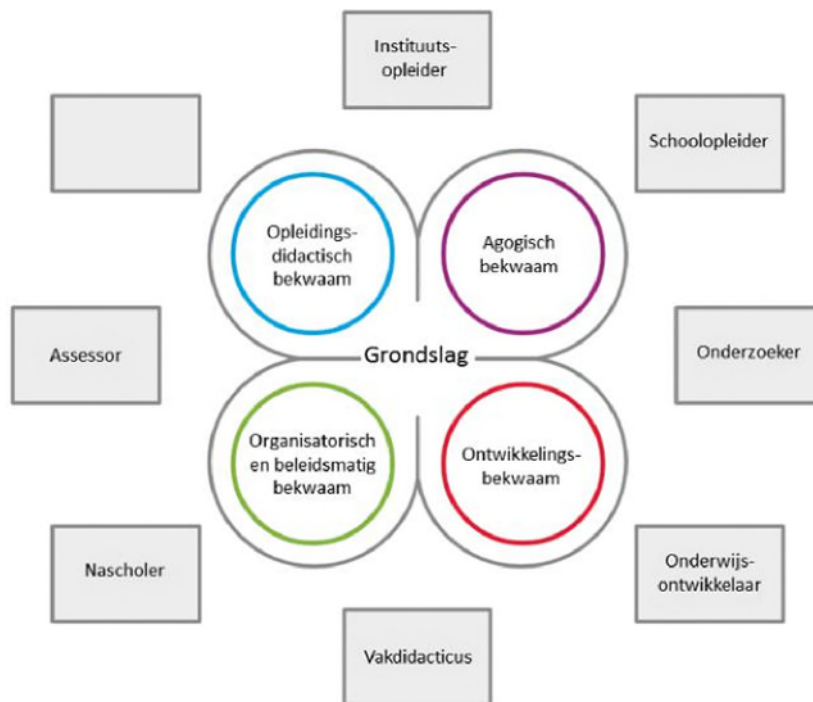 Instituuts-
opleider
Schoolopleider
Opleidings-
didactisch
bekwaam
Agogisch
bekwaam
Assessor
Grondslag
Onderzoeker
Organisatorisch
en beleidsmatig
bekwaam
Ontwikkelings-
bekwaam
Nascholer
Onderwijs-
ontwikkelaar
Vakdidacticus